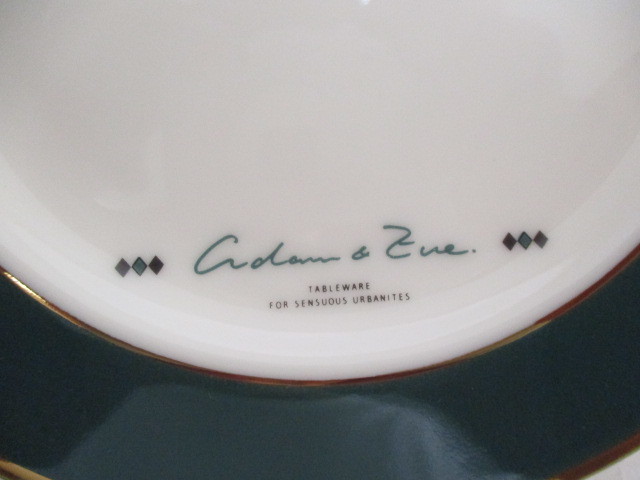 Adam & Eve.
TABLEWARE
FOR SENSUOUS URBANITES